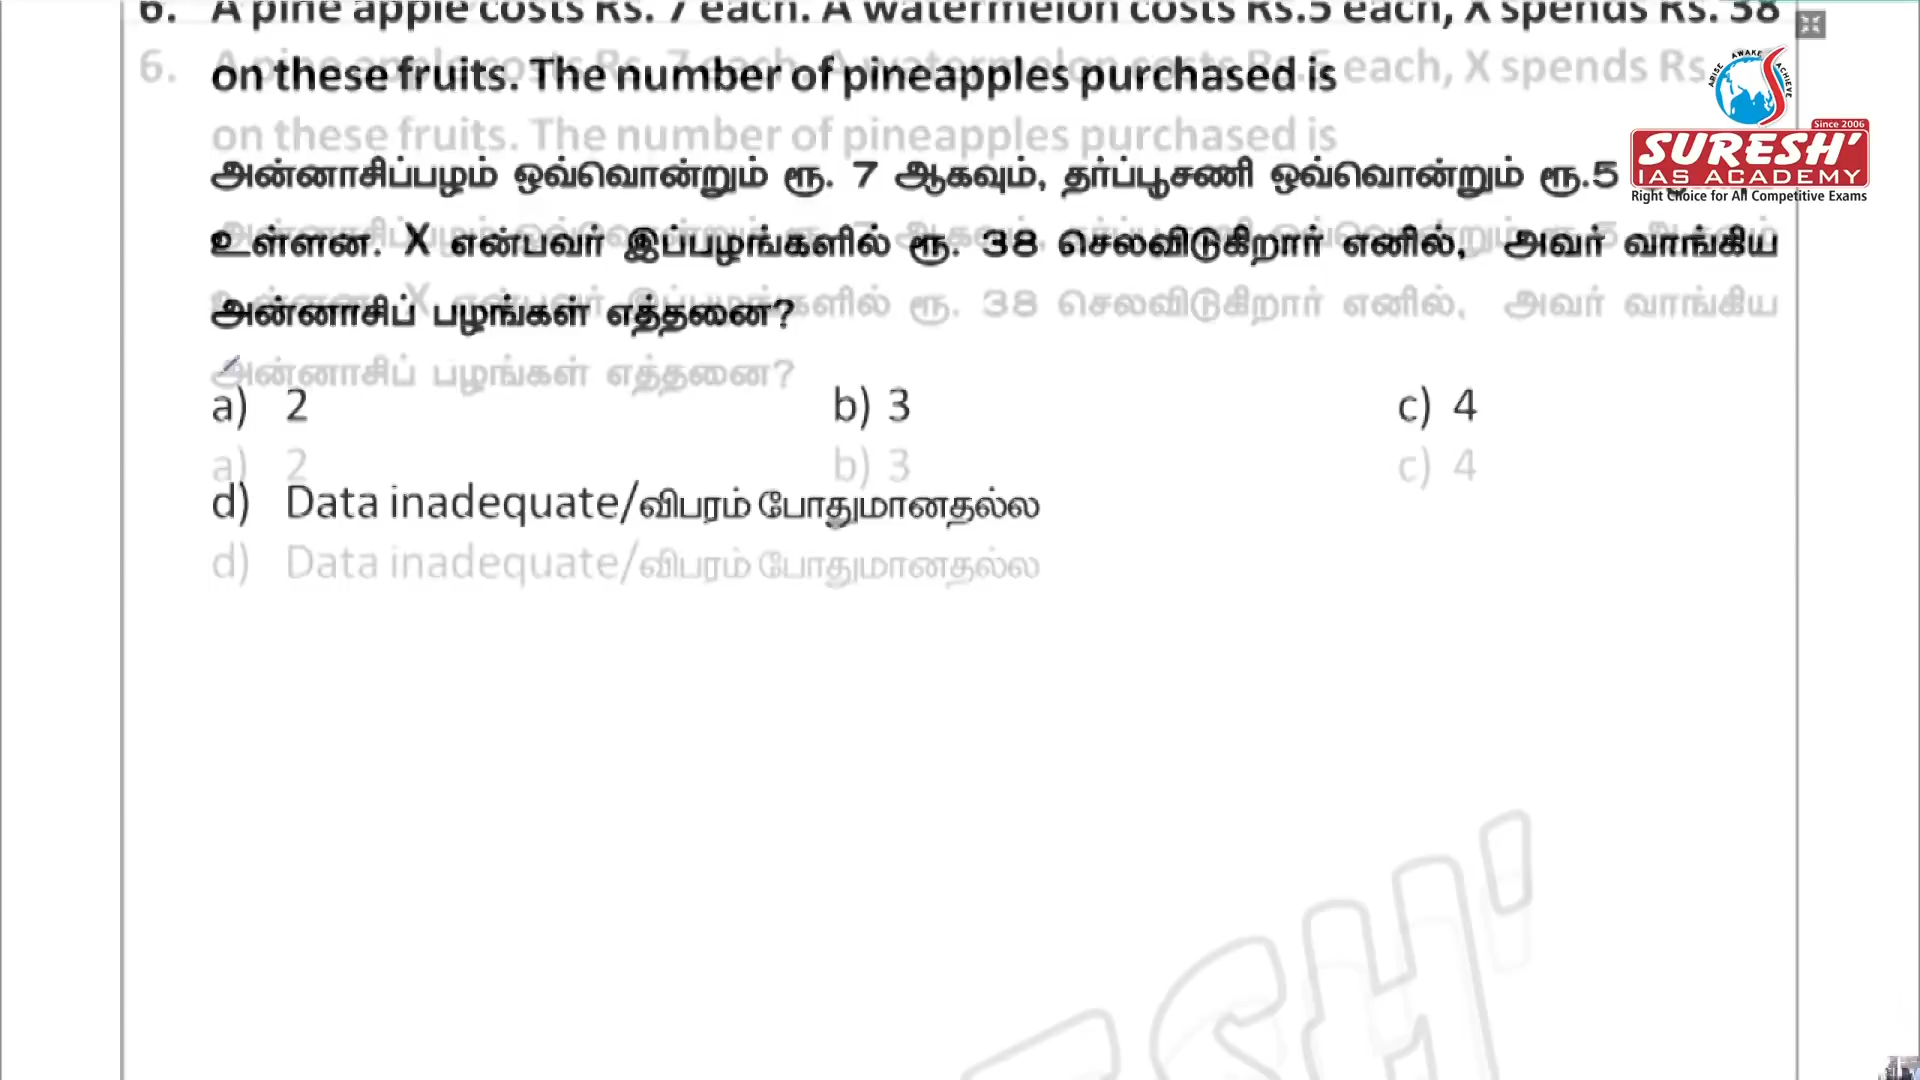 6. A pine apple costs Rs. 7 each. A watermelon costs Rs.5 each, X spends Rs. 38
on these fruits. The number of pineapples purchased is
அன்னாசிப்பழம் ஒவ்வொன்றும் ரூ. 7 ஆகவும், தர்ப்பூசணி ஒவ்வொன்றும் ரூ.5
உள்ளன. X என்பவர் இப்பழங்களில் ரூ. 38 செலவிடுகிறார் எனில், அவர் வாங்கிய
அன்னாசிப் பழங்கள் எத்தனை?
a) 2 b) 3 c) 4
d) Data inadequate/விபரம் போதுமானதல்ல
ARISE AWAKE ACHIEVE
Since 2006
SURESH'
IAS ACADEMY
Right Choice for All Competitive Exams